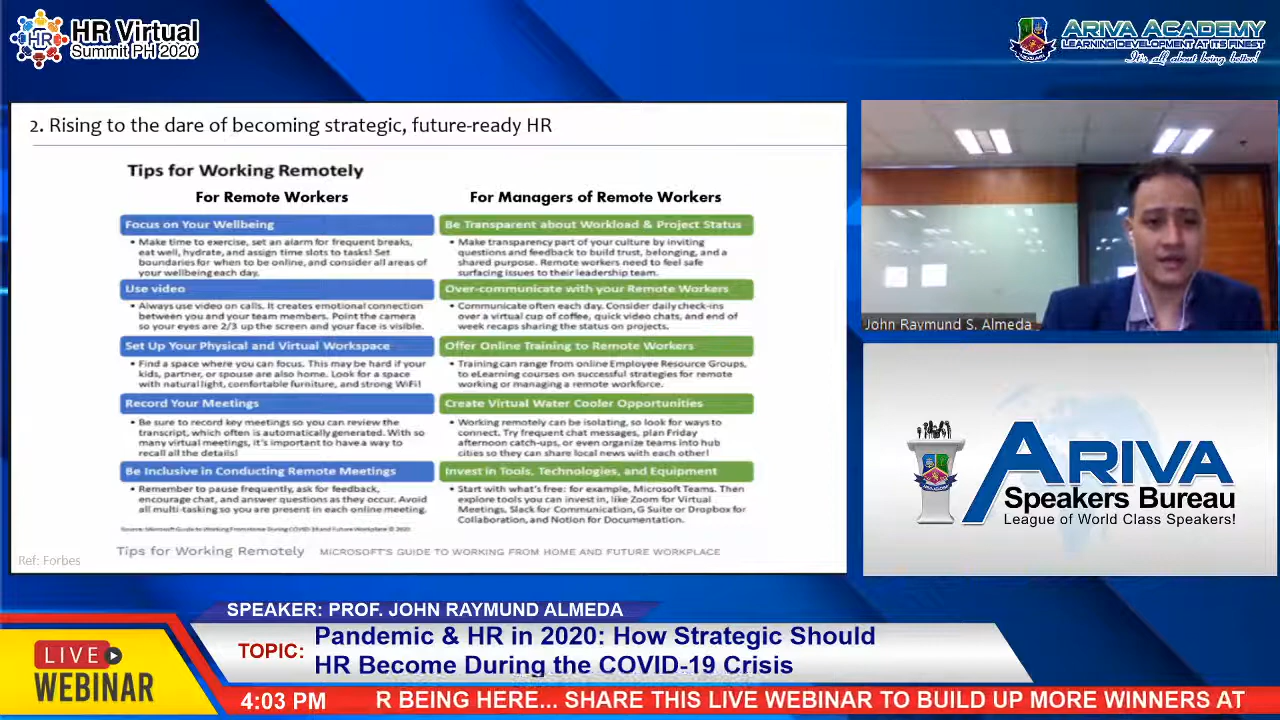 HR
HR Virtual
Summit PH 2020
ARIVA ACADEMY
LEARNING DEVELOPMENT AT ITS FINEST
It's all about being better!
2. Rising to the dare of becoming strategic, future-ready HR
Tips for Working Remotely
For Remote Workers
Focus on Your Wellbeing
• Make time to exercise, set an alarm for frequent breaks,
eat well, hydrate, and assign time slots to tasks! Set
boundaries for when to be online, and consider all areas of
your wellbeing each day.
Use video
• Always use video on calls. It creates emotional connection
between you and your team members. Point the camera
so your eyes are 2/3 up the screen and your face is visible.
Set Up Your Physical and Virtual Workspace
• Find a space where you can focus. This may be hard if your
kids, partner, or spouse are also home. Look for a space
with natural light, comfortable furniture, and strong WiFi!
Record Your Meetings
• Be sure to record key meetings so you can review the
transcript, which often is automatically generated. With so
many virtual meetings, it's important to have a way to
recall all the details!
Be Inclusive in Conducting Remote Meetings
• Remember to pause frequently, ask for feedback,
encourage chat, and answer questions as they occur. Avoid
all multi-tasking so you are present in each online meeting.
For Managers of Remote Workers
Be Transparent about Workload & Project Status
• Make transparency part of your culture by inviting
questions and feedback to build trust, belonging, and a
shared purpose. Remote workers need to feel safe
surfacing issues to their leadership team.
Over-communicate with your Remote Workers
• Communicate often each day. Consider daily check-ins
over a virtual cup of coffee, quick video chats, and end of
week recaps sharing the status on projects.
Offer Online Training to Remote Workers
• Training can range from online Employee Resource Groups,
to eLearning courses on successful strategies for remote
working or managing a remote workforce.
Create Virtual Water Cooler Opportunities
• Working remotely can be isolating, so look for ways to
connect. Try frequent chat messages, plan Friday
afternoon catch-ups, or even organize teams into hub
cities so they can share local news with each other!
Invest in Tools, Technologies, and Equipment
• Start with what's free: for example, Microsoft Teams. Then
explore tools you can invest in, like Zoom for Virtual
Meetings, Slack for Communication, G Suite or Dropbox for
Collaboration, and Notion for Documentation.
Source: Microsoft Guide to Working From Home During COVID-19 and Future Workplace © 2020
Tips for Working Remotely MICROSOFT'S GUIDE TO WORKING FROM HOME AND FUTURE WORKPLACE
Ref: Forbes
John Raymund S. Almeda
ARIVA
Speakers Bureau
League of World Class Speakers!
SPEAKER: PROF. JOHN RAYMUND ALMEDA
TOPIC:
Pandemic & HR in 2020: How Strategic Should
HR Become During the COVID-19 Crisis
LIVE
WEBINAR
4:03 PM
R BEING HERE... SHARE THIS LIVE WEBINAR TO BUILD UP MORE WINNERS AT